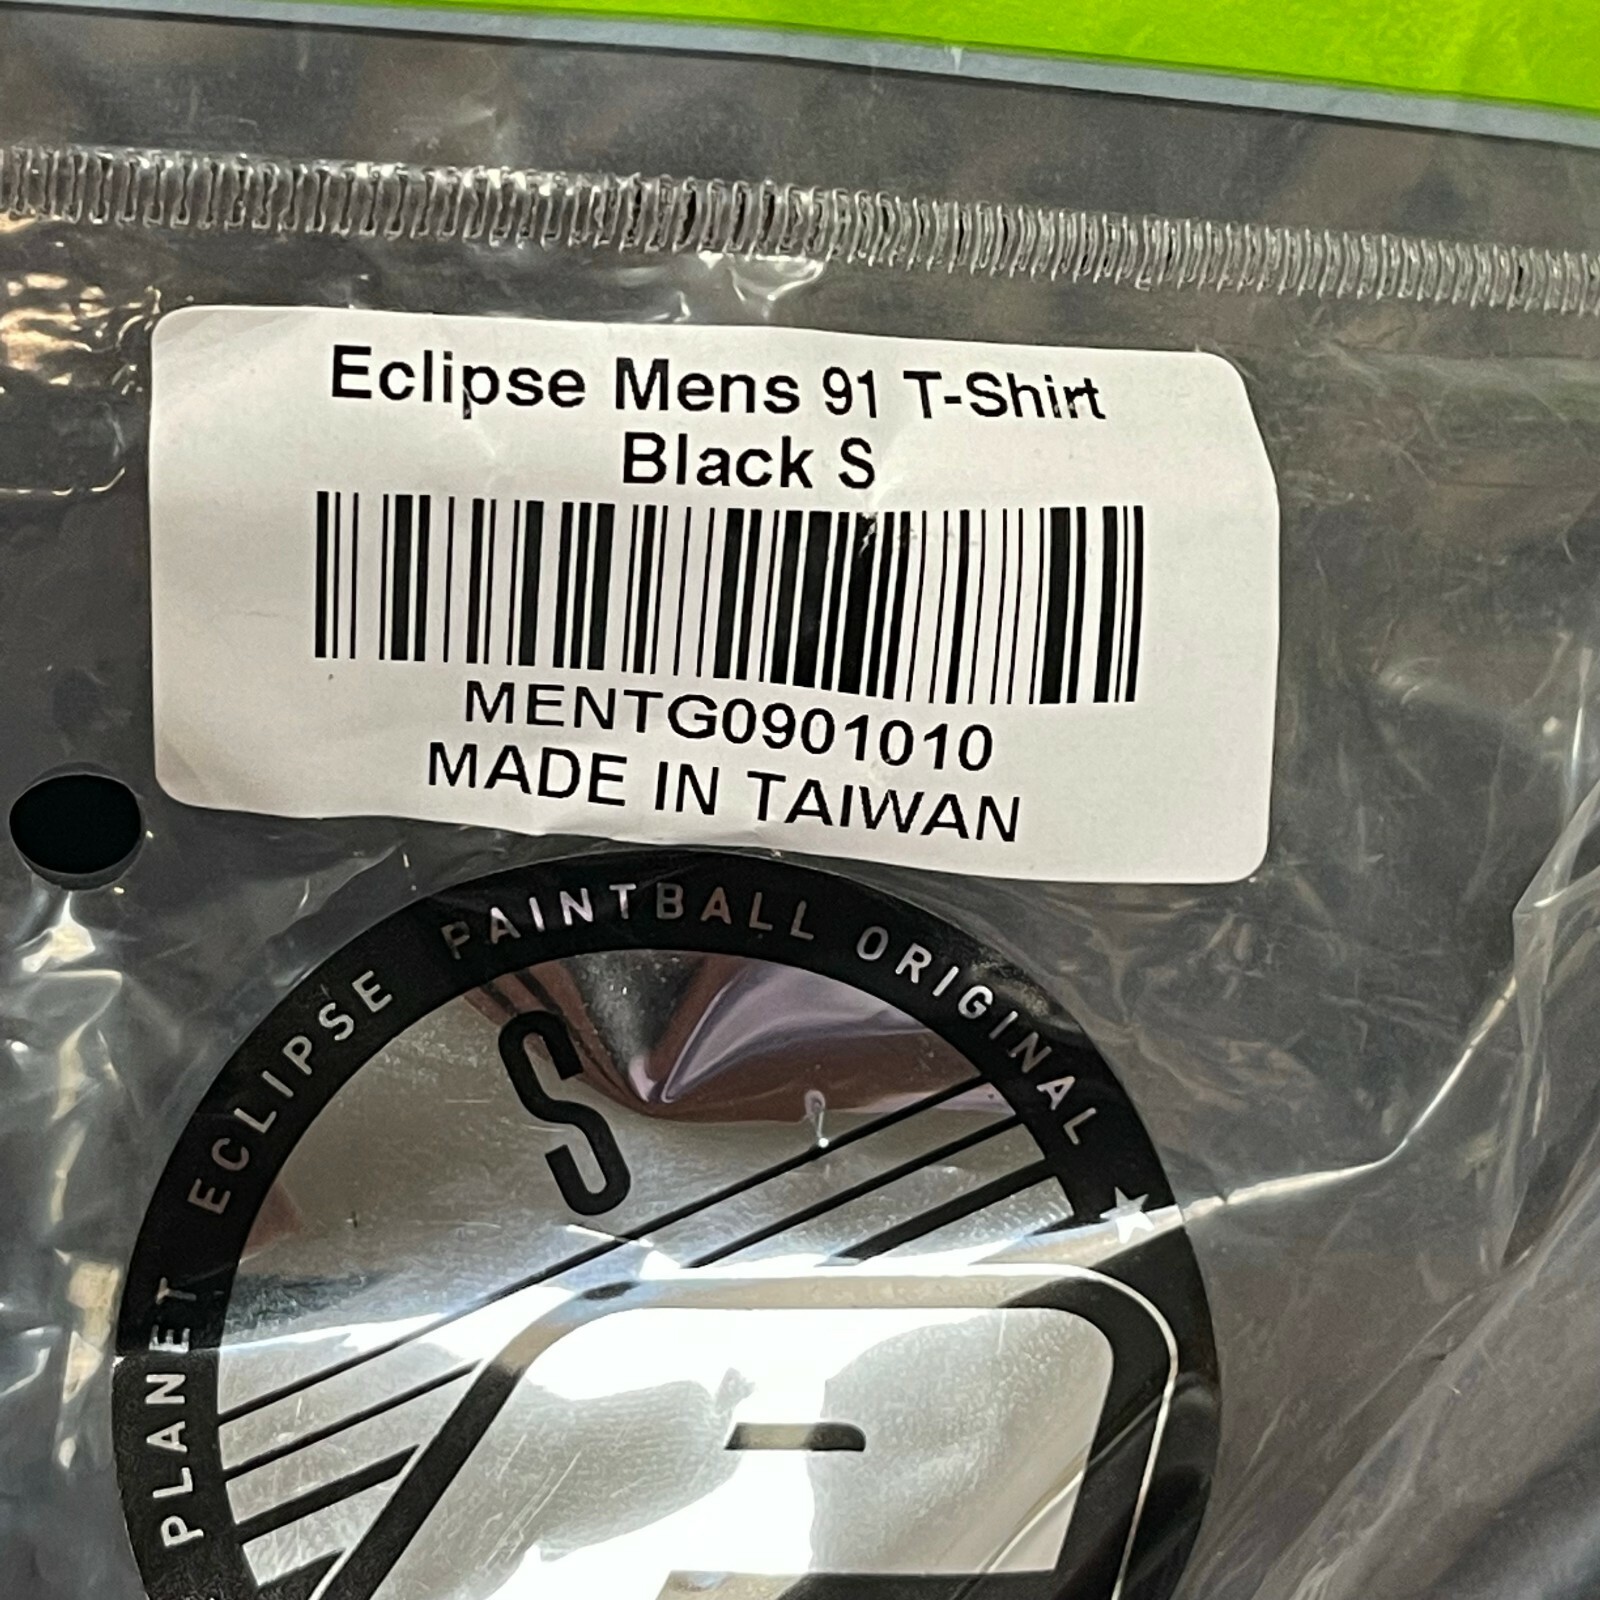 Eclipse Mens 91 T-Shirt
Black S
MENTG0901010
MADE IN TAIWAN
PLANET ECLIPSE PAINTBALL ORIGINAL
S